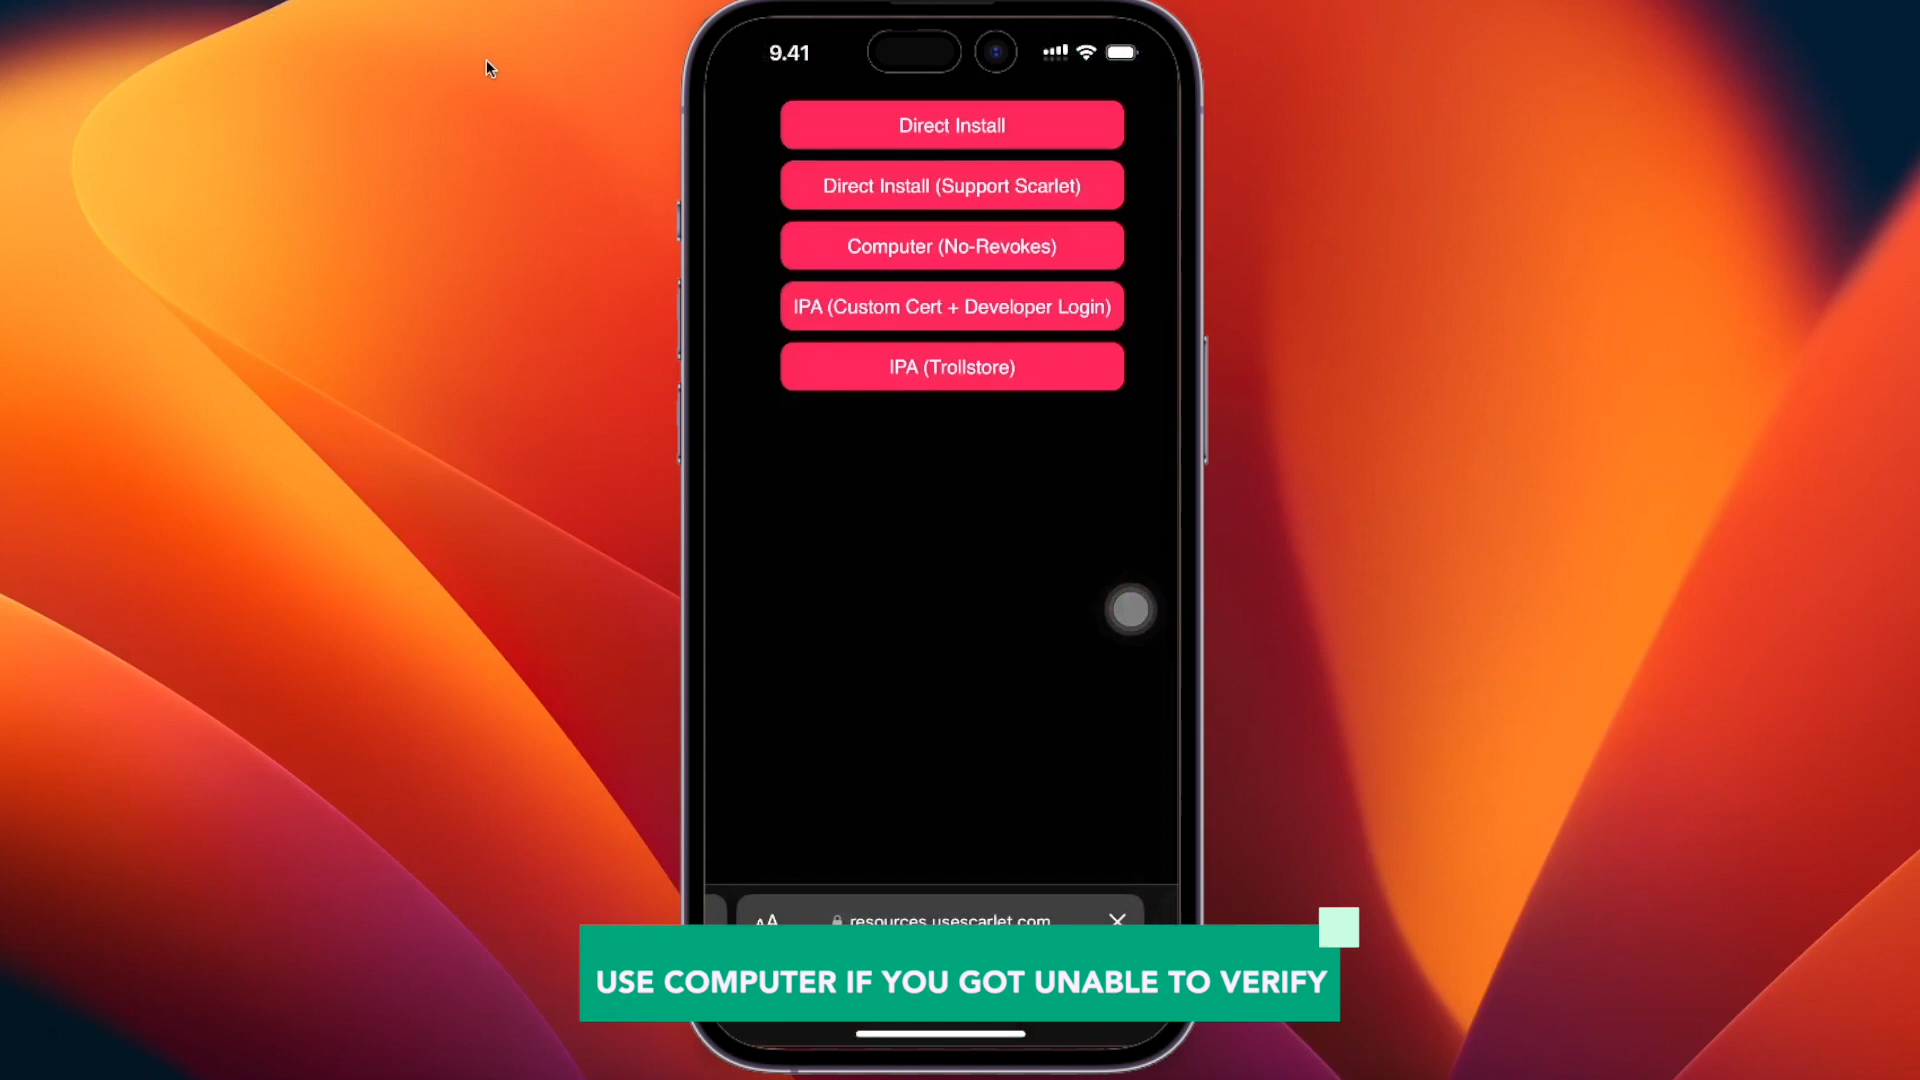 9.41
Direct Install
Direct Install (Support Scarlet)
Computer (No-Revokes)
IPA (Custom Cert + Developer Login)
IPA (Trollstore)
AA resources.usescarlet.com
USE COMPUTER IF YOU GOT UNABLE TO VERIFY